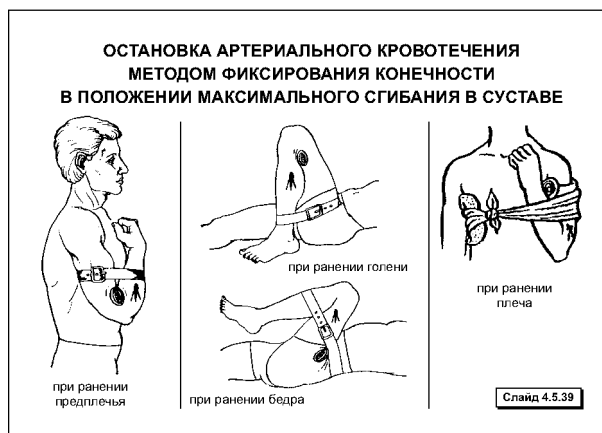 ОСТАНОВКА АРТЕРИАЛЬНОГО КРОВОТЕЧЕНИЯ
МЕТОДОМ ФИКСИРОВАНИЯ КОНЕЧНОСТИ
В ПОЛОЖЕНИИ МАКСИМАЛЬНОГО СГИБАНИЯ В СУСТАВЕ
при ранении
предплечья
при ранении голени
при ранении бедра
при ранении
плеча
Слайд 4.5.39